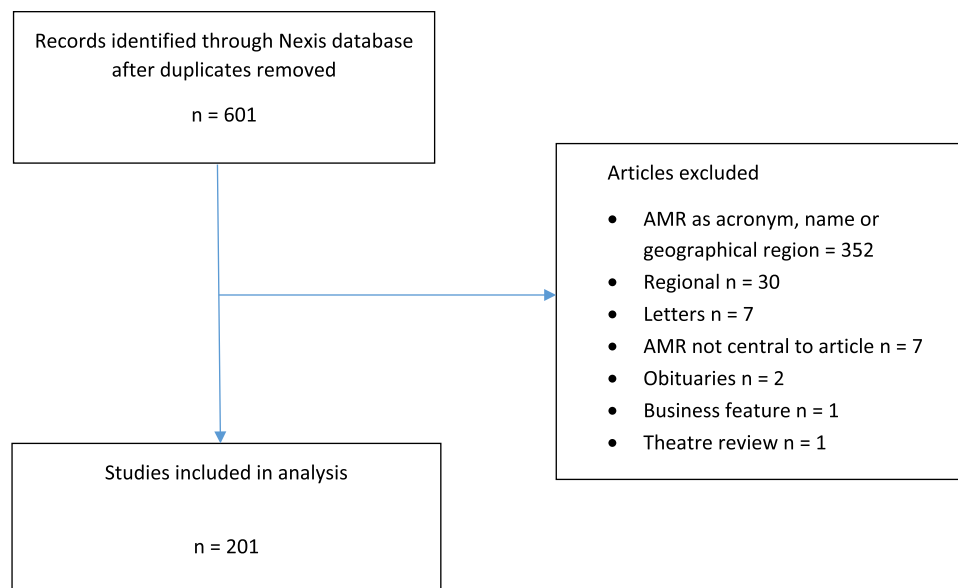 Records identified through Nexis database
after duplicates removed
n = 601
Articles excluded
• AMR as acronym, name or
geographical region = 352
• Regional n = 30
• Letters n = 7
• AMR not central to article n = 7
• Obituaries n = 2
• Business feature n = 1
• Theatre review n = 1
Studies included in analysis
n = 201